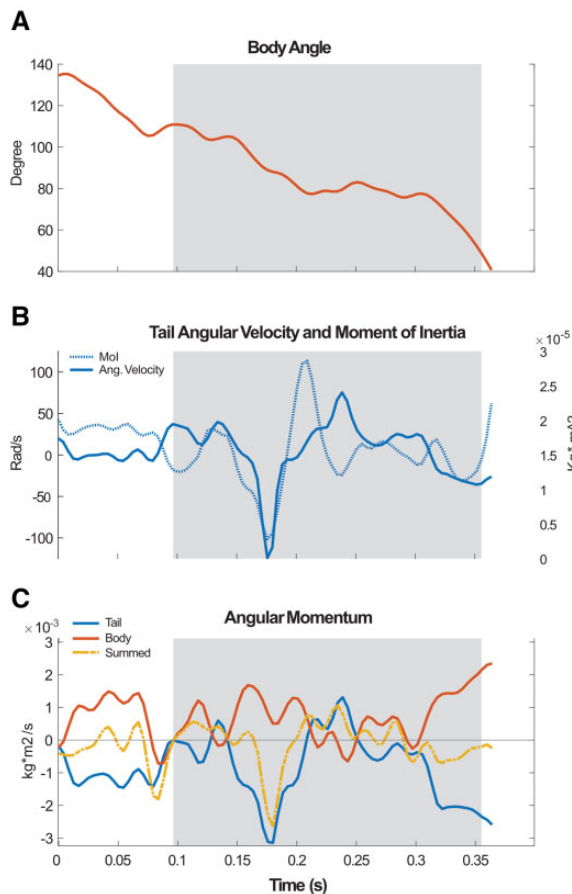 A
Body Angle
140
120
100
80
60
40
Degree
B
Tail Angular Velocity and Moment of Inertia
×10⁻⁵
MoI
Ang. Velocity
100
50
0
-50
-100
Rad/s
3
2.5
2
1.5
1
0.5
0
C
Angular Momentum
×10⁻³
Tail
Body
Summed
3
2
1
0
-1
-2
-3
kg*m2/s
0 0.05 0.1 0.15 0.2 0.25 0.3 0.35
Time (s)